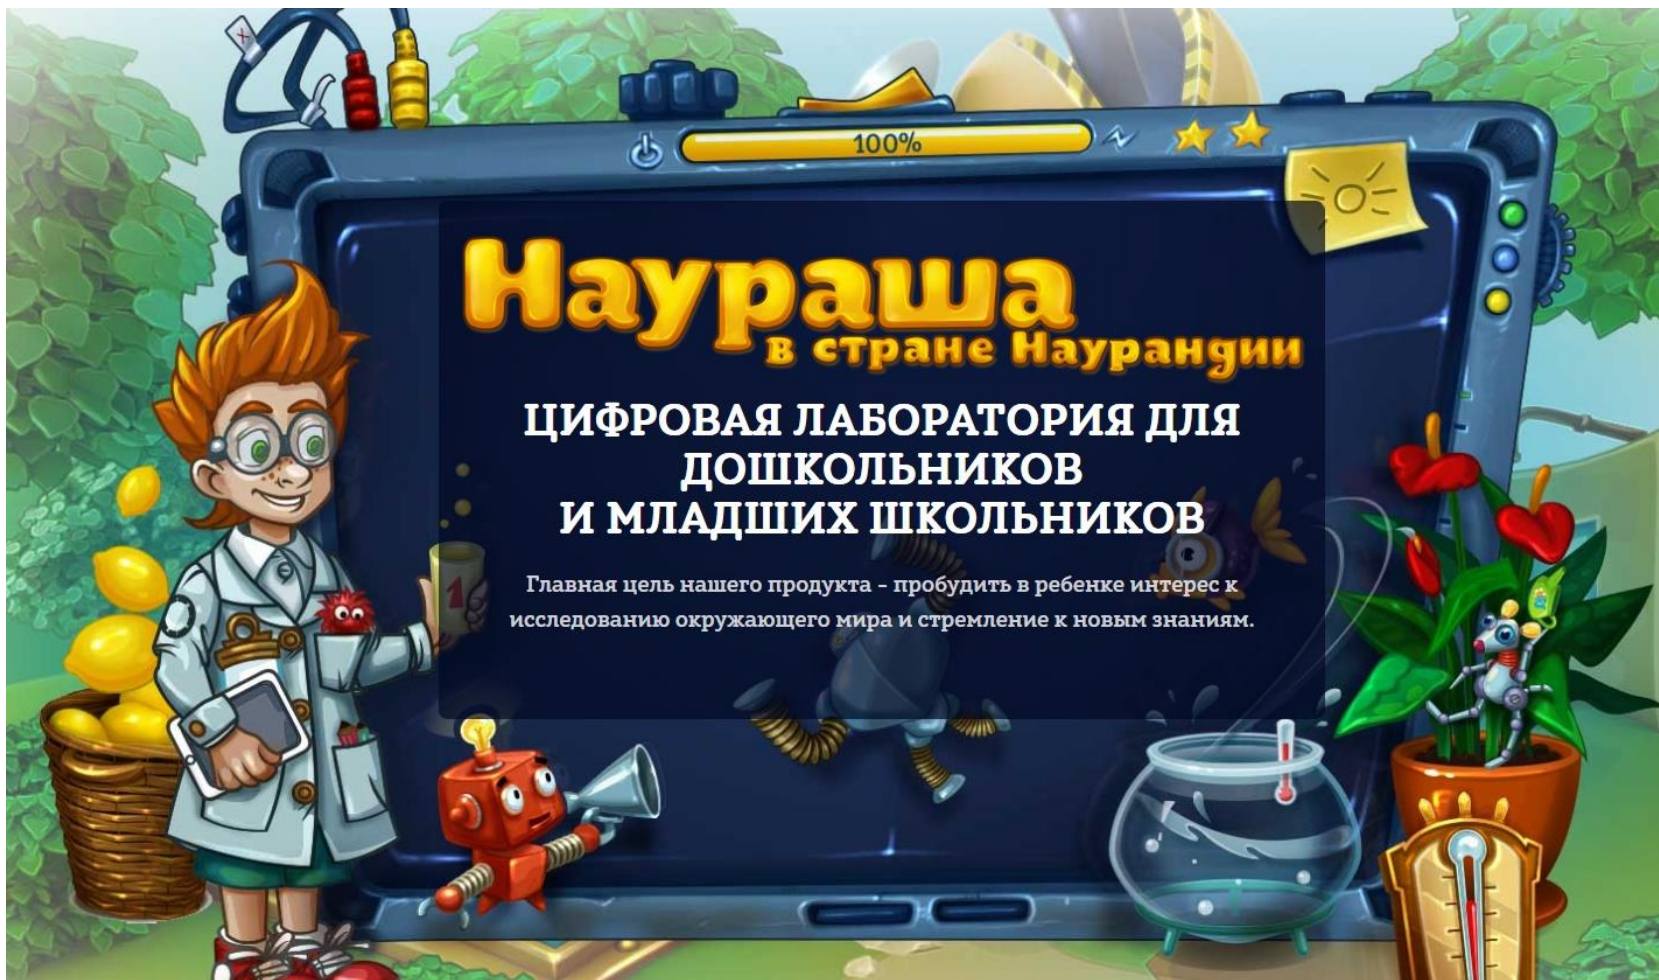 100%
Наураша
в стране Наурандии
ЦИФРОВАЯ ЛАБОРАТОРИЯ ДЛЯ
ДОШКОЛЬНИКОВ
И МЛАДШИХ ШКОЛЬНИКОВ
Главная цель нашего продукта – пробудить в ребенке интерес к
исследованию окружающего мира и стремление к новым знаниям.
1